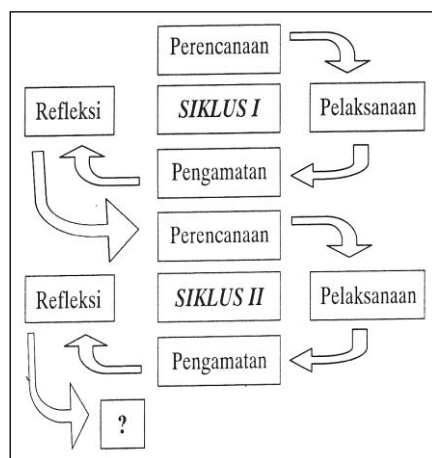 Perencanaan
Refleksi
SIKLUS I
Pelaksanaan
Pengamatan
Perencanaan
Refleksi
SIKLUS II
Pelaksanaan
Pengamatan
?